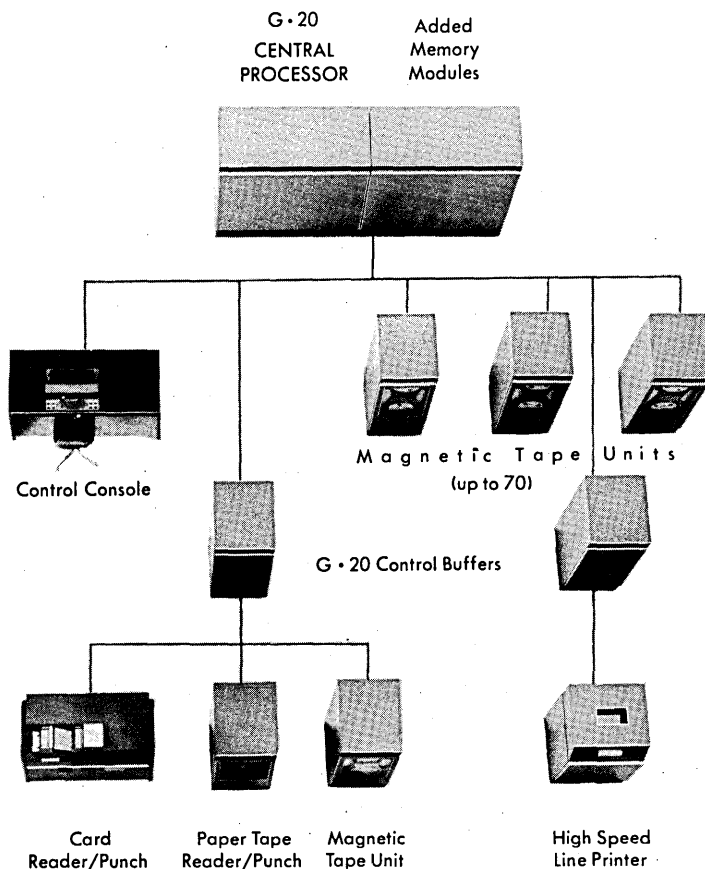 G•20
CENTRAL
PROCESSOR
Added
Memory
Modules
Control Console
Magnetic Tape Units
(up to 70)
G•20 Control Buffers
Card
Reader/Punch
Paper Tape
Reader/Punch
Magnetic
Tape Unit
High Speed
Line Printer